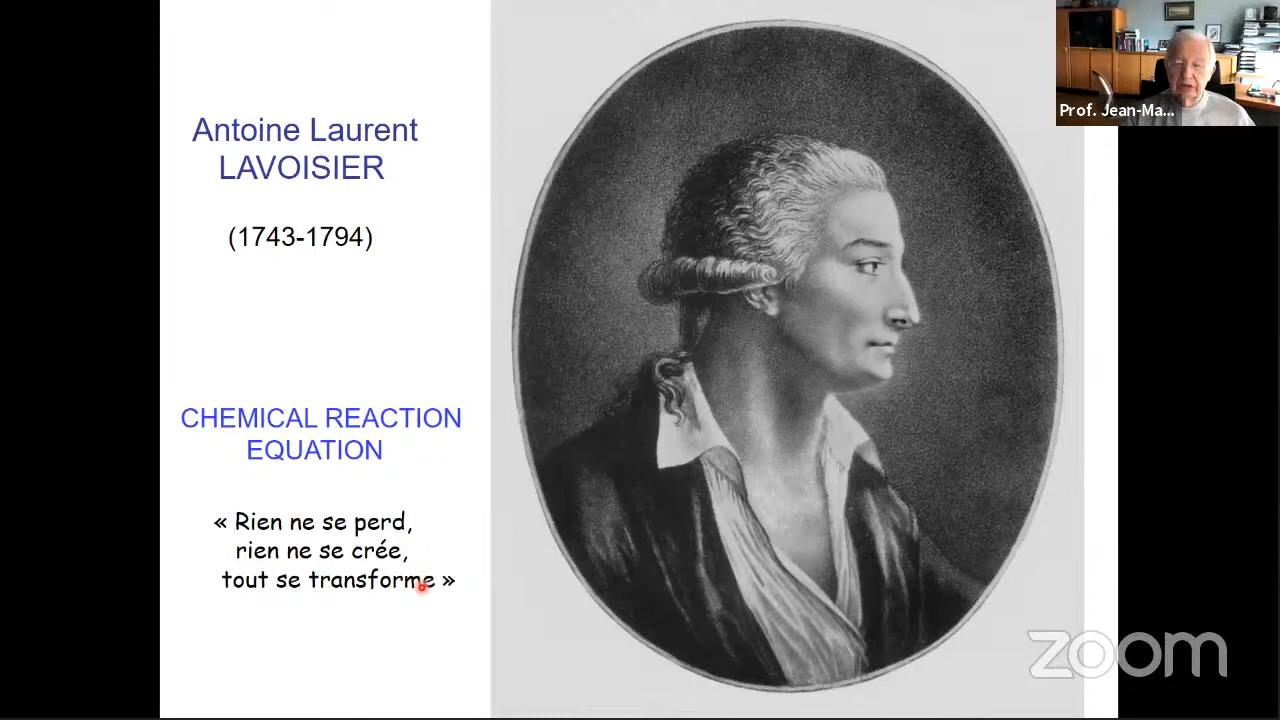 Antoine Laurent
LAVOISIER
(1743-1794)
CHEMICAL REACTION
EQUATION
« Rien ne se perd,
rien ne se crée,
tout se transforme »
Prof. Jean-Ma...
zoom